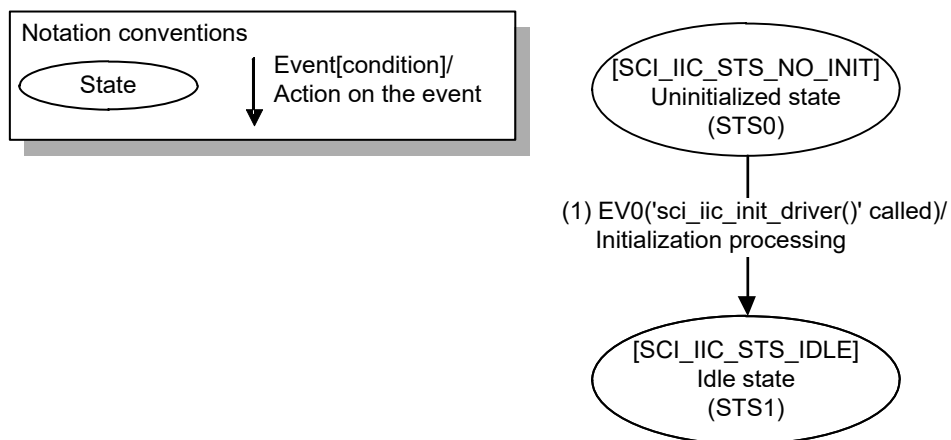 Notation conventions
State
Event[condition]/
Action on the event
[SCI_IIC_STS_NO_INIT]
Uninitialized state
(STS0)
(1) EV0('sci_iic_init_driver()' called)/
Initialization processing
[SCI_IIC_STS_IDLE]
Idle state
(STS1)